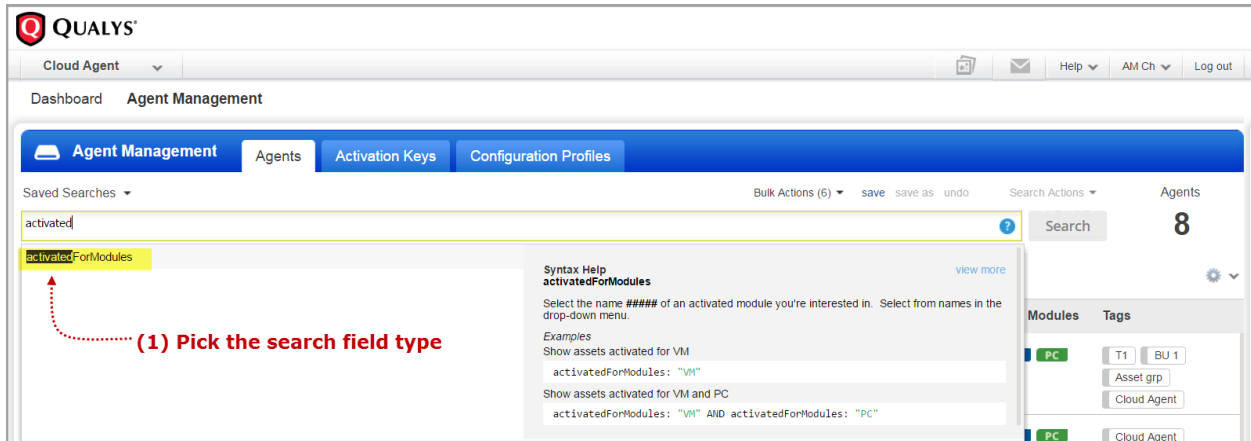 QUALYS®
Cloud Agent
Help
AM Ch
Log out
Dashboard
Agent Management
Agent Management
Agents
Activation Keys
Configuration Profiles
Saved Searches
Bulk Actions (6)
save
save as
undo
Search Actions
Agents
activated
Search
8
activatedForModules
Syntax Help
view more
activatedForModules
Select the name ##### of an activated module you're interested in. Select from names in the
drop-down menu.
(1) Pick the search field type
Examples
Show assets activated for VM
activatedForModules: "VM"
Show assets activated for VM and PC
activatedForModules: "VM" AND activatedForModules: "PC"
Modules
Tags
PC
T1
BU 1
Asset grp
Cloud Agent
PC
Cloud Agent